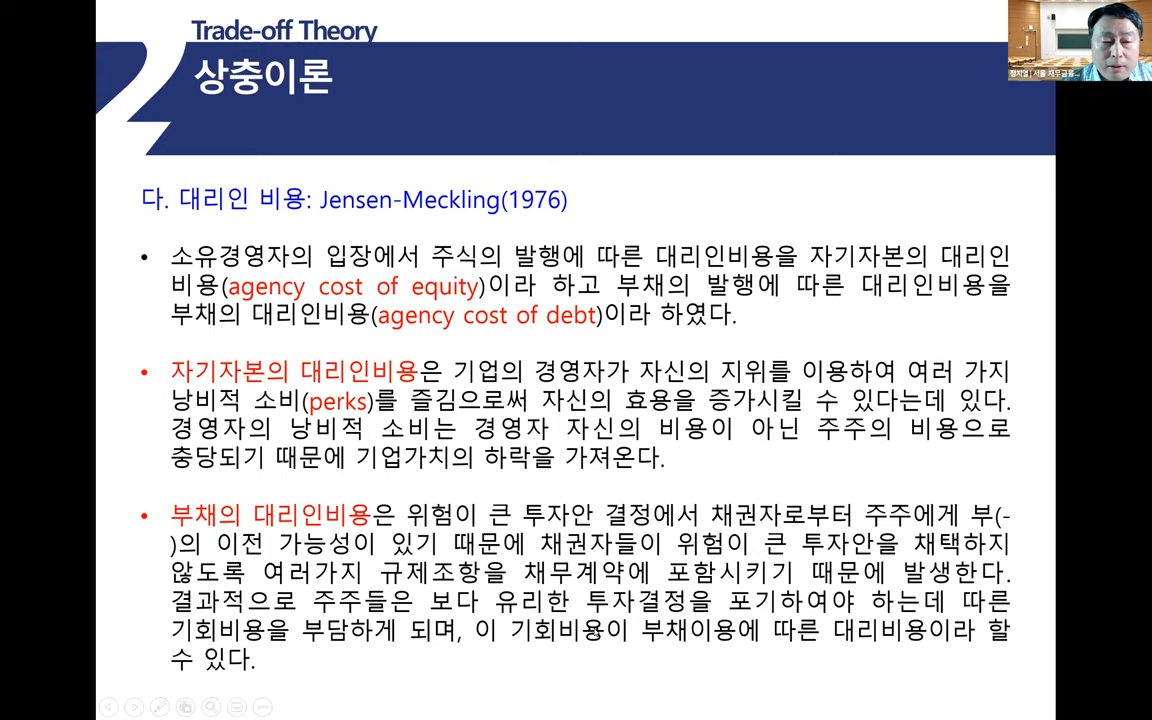 Trade-off Theory
상충이론
정지열| 서울 재무금융...
다. 대리인 비용: Jensen-Meckling(1976)
• 소유경영자의 입장에서 주식의 발행에 따른 대리인비용을 자기자본의 대리인
비용(agency cost of equity)이라 하고 부채의 발행에 따른 대리인비용을
부채의 대리인비용(agency cost of debt)이라 하였다.
• 자기자본의 대리인비용은 기업의 경영자가 자신의 지위를 이용하여 여러 가지
낭비적 소비(perks)를 즐김으로써 자신의 효용을 증가시킬 수 있다는데 있다.
경영자의 낭비적 소비는 경영자 자신의 비용이 아닌 주주의 비용으로
충당되기 때문에 기업가치의 하락을 가져온다.
• 부채의 대리인비용은 위험이 큰 투자안 결정에서 채권자로부터 주주에게 부(-
)의 이전 가능성이 있기 때문에 채권자들이 위험이 큰 투자안을 채택하지
않도록 여러가지 규제조항을 채무계약에 포함시키기 때문에 발생한다.
결과적으로 주주들은 보다 유리한 투자결정을 포기하여야 하는데 따른
기회비용을 부담하게 되며, 이 기회비용이 부채이용에 따른 대리비용이라 할
수 있다.